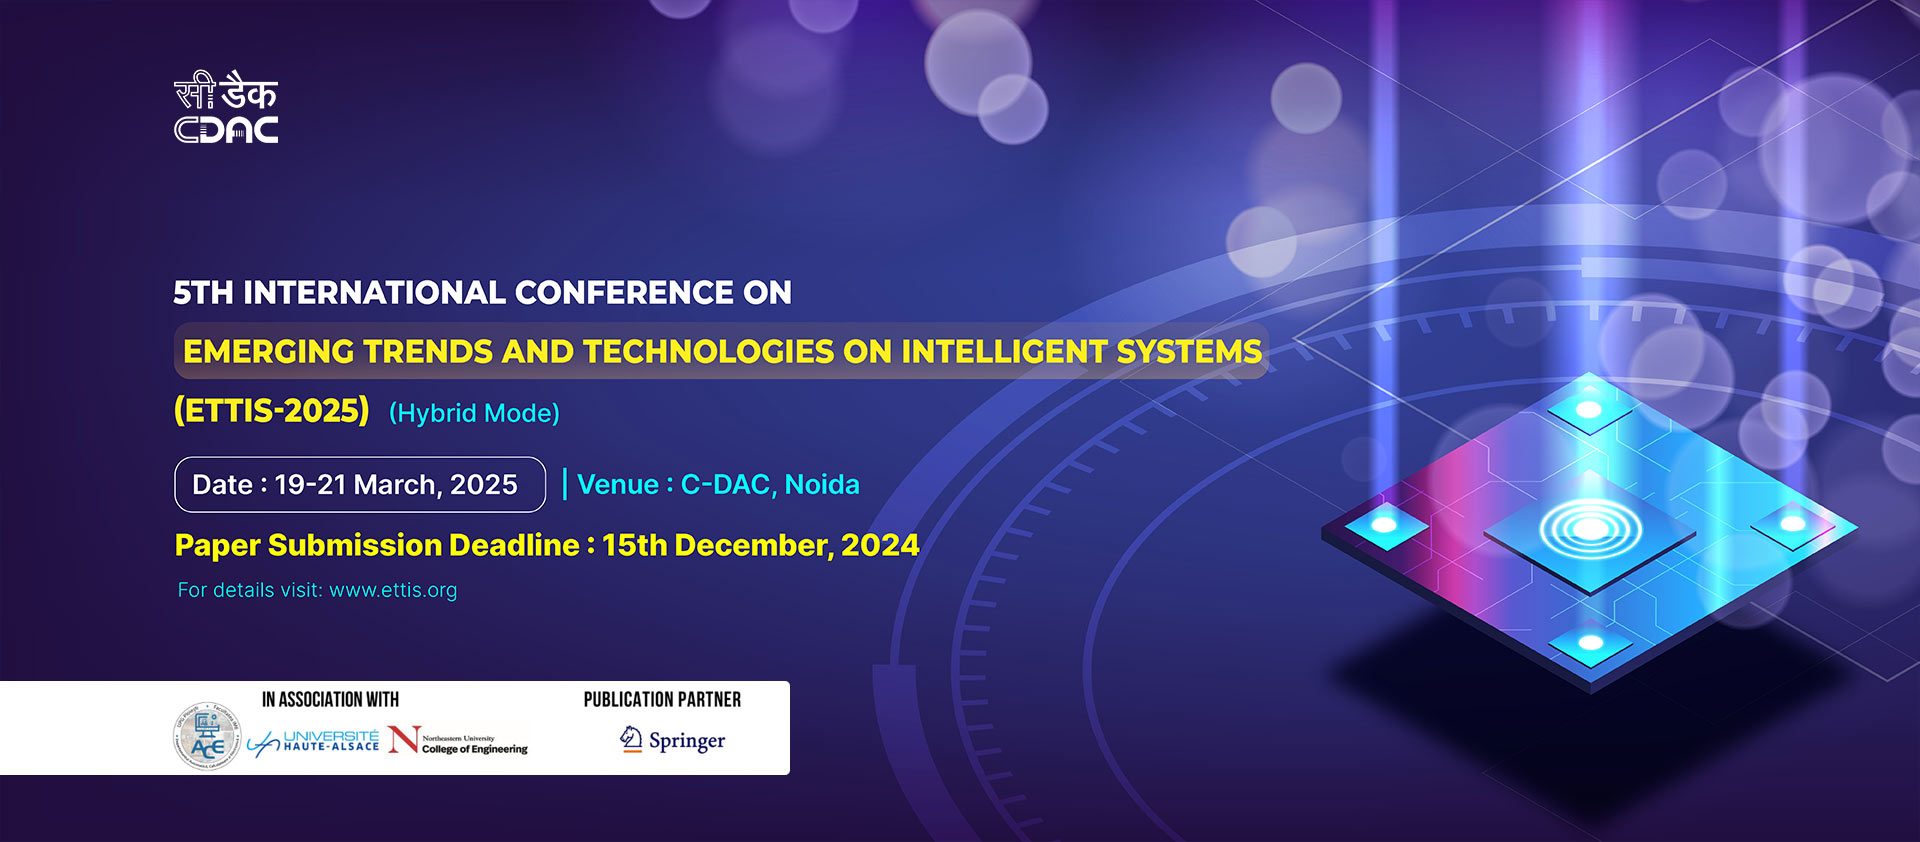 सी डैक
CDAC
5TH INTERNATIONAL CONFERENCE ON
EMERGING TRENDS AND TECHNOLOGIES ON INTELLIGENT SYSTEMS
(ETTIS-2025) (Hybrid Mode)
Date : 19-21 March, 2025 | Venue : C-DAC, Noida
Paper Submission Deadline : 15th December, 2024
For details visit: www.ettis.org
IN ASSOCIATION WITH
ACE
UNIVERSITÉ
HAUTE-ALSACE
N Northeastern University
College of Engineering
PUBLICATION PARTNER
Springer